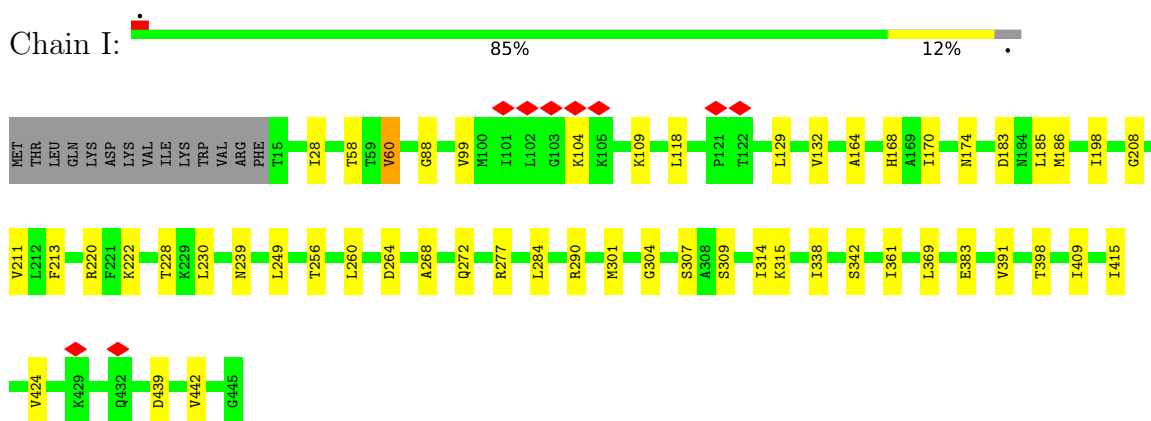 Chain I:
85% 12%
MET THR LEU GLN LYS ASP LYS VAL ILE LYS TRP VAL ARG PHE T15 I28 T58 T59 V60 G88 V99 M100 I101 L102 G103 K104 K105 K109 L118 P121 T122 L129 V132 A164 H168 A169 I170 N174 D183 N184 L185 M186 I198 G208
V211 L212 F213 R220 F221 K222 T228 K229 L230 N239 L249 T256 L260 D264 A268 Q272 R277 L284 R290 M301 G304 S307 A308 S309 I314 K315 I338 S342 I361 L369 E383 V391 T398 I409 I415
V424 K429 Q432 D439 V442 G445